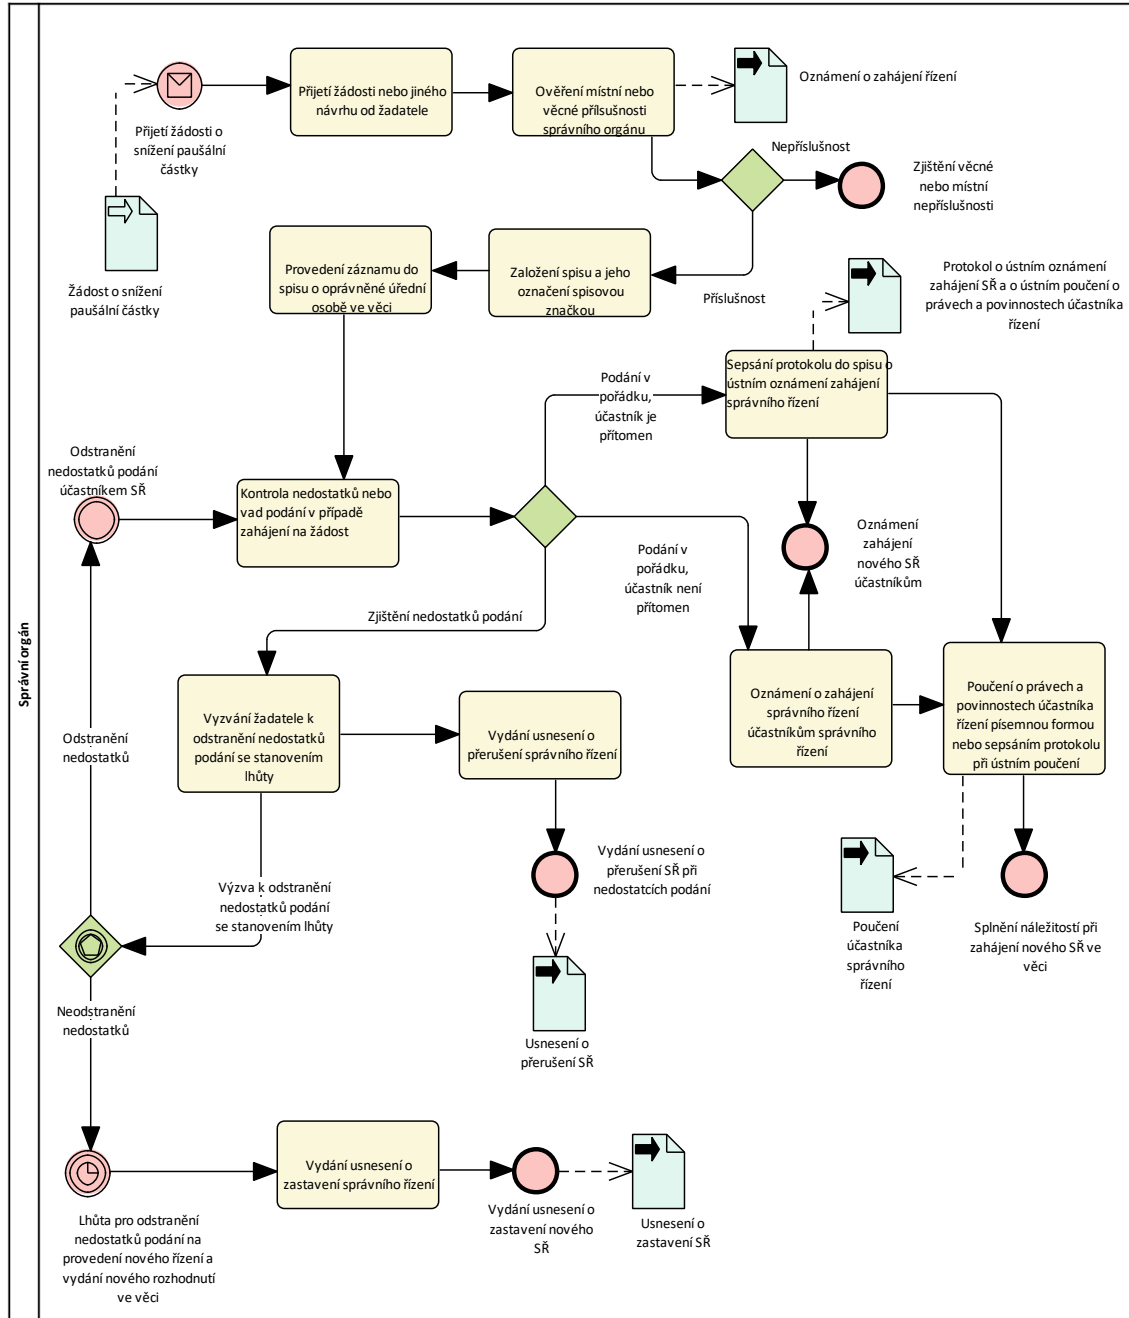 Správní orgán
Přijetí žádosti o
snížení paušální
částky
Přijetí žádosti nebo jiného
návrhu od žadatele
Ověření místní nebo
věcné příslušnosti
správního orgánu
Oznámení o zahájení řízení
Nepříslušnost
Zjištění věcné
nebo místní
nepříslušnosti
Žádost o snížení
paušální částky
Provedení záznamu do
spisu o oprávněné úřední
osobě ve věci
Založení spisu a jeho
označení spisovou
značkou
Příslušnost
Protokol o ústním oznámení
zahájení SŘ a o ústním poučení o
právech a povinnostech účastníka
řízení
Podání v
pořádku,
účastník je
přítomen
Sepsání protokolu do spisu o
ústním oznámení zahájení
správního řízení
Odstranění
nedostatků podání
účastníkem SŘ
Kontrola nedostatků nebo
vad podání v případě
zahájení na žádost
Podání v
pořádku,
účastník není
přítomen
Oznámení
zahájení
nového SŘ
účastníkům
Zjištění nedostatků podání
Vyzvání žadatele k
odstranění nedostatků
podání se stanovením
lhůty
Vydání usnesení o
přerušení správního řízení
Oznámení o zahájení
správního řízení
účastníkům správního
řízení
Poučení o právech a
povinnostech účastníka
řízení písemnou formou
nebo sepsáním protokolu
při ústním poučení
Odstranění
nedostatků
Výzva k odstranění
nedostatků podání
se stanovením lhůty
Vydání usnesení o
přerušení SŘ při
nedostatcích podání
Poučení
účastníka
správního
řízení
Splnění náležitostí při
zahájení nového SŘ ve
věci
Neodstranění
nedostatků
Usnesení o
přerušení SŘ
Vydání usnesení o
zastavení správního řízení
Lhůta pro odstranění
nedostatků podání na
provedení nového řízení a
vydání nového rozhodnutí
ve věci
Vydání usnesení o
zastavení nového
SŘ
Usnesení o
zastavení SŘ